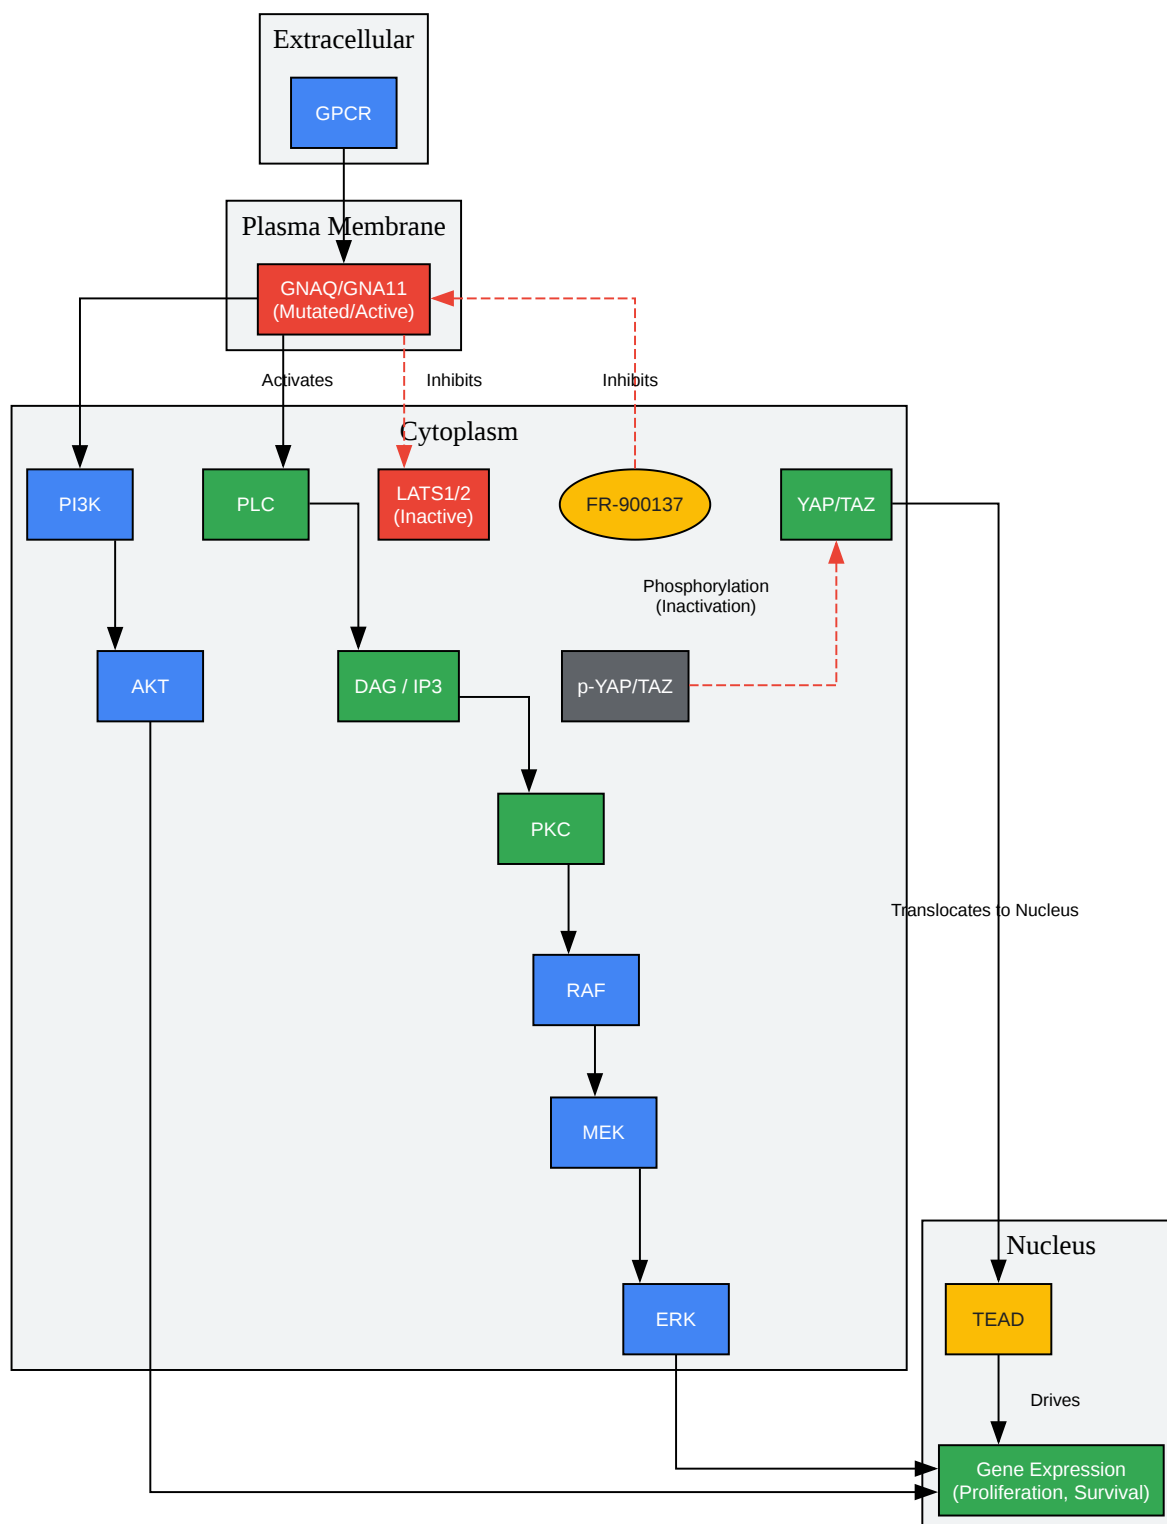 Extracellular
GPCR
Plasma Membrane
GNAQ/GNA11
(Mutated/Active)
Activates
Inhibits
Inhibits
Cytoplasm
PI3K
PLC
LATS1/2
(Inactive)
FR-900137
YAP/TAZ
Phosphorylation
(Inactivation)
AKT
DAG / IP3
p-YAP/TAZ
PKC
Translocates to Nucleus
RAF
MEK
Nucleus
ERK
TEAD
Drives
Gene Expression
(Proliferation, Survival)